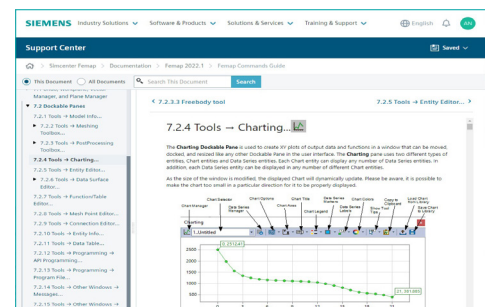 SIEMENS Industry Solutions Software & Products Solutions & Services Training & Support English AN
Support Center Saved
Simcenter Femap > Documentation > Femap 2022.1 > Femap Commands Guide
This Document All Documents Search This Document Search
Manager, and Plane Manager
7.2 Dockable Panes
7.2.1 Tools → Model Info...
7.2.2 Tools → Meshing
Toolbox...
7.2.3 Tools → PostProcessing
Toolbox...
7.2.4 Tools → Charting...
7.2.5 Tools → Entity Editor...
7.2.6 Tools → Data Surface
Editor...
7.2.7 Tools → Function/Table
Editor...
7.2.8 Tools → Mesh Point Editor...
7.2.9 Tools → Connection Editor...
7.2.10 Tools → Entity Info...
7.2.11 Tools → Data Table...
7.2.12 Tools → Programming →
API Programming...
7.2.13 Tools → Programming →
Program File...
7.2.14 Tools → Other Windows →
Messages...
7.2.15 Tools → Other Windows →
7.2.3.3 Freebody tool
7.2.5 Tools → Entity Editor...
7.2.4 Tools → Charting...
The Charting Dockable Pane is used to create XY plots of output data and functions in a window that can be moved,
docked, and resized like any other Dockable Pane in the user interface. The Charting pane uses two different types of
entities, Chart entities and Data Series entities. Each Chart entity can display any number of Data Series entities. In
addition, each Data Series entity can be displayed in any number of different Chart entities.
As the size of the window is modified, the displayed Chart will dynamically update. Please be aware, it is possible to
make the chart too small in a particular direction for it to be properly displayed.
Chart Manager
Chart Selector
Data Series
Manager
Chart Options
Chart Axes
Chart Title
Chart Legend
Data Series
Markers
Data Series
Labels
Chart Colors
Show Tool
Tips
Copy to
Clipboard
Load Chart
from Library
Save Chart
to Library
Charting
1..Untitled
2500
2000
1500
1000
500
0 3 6 9 12 15 18 21